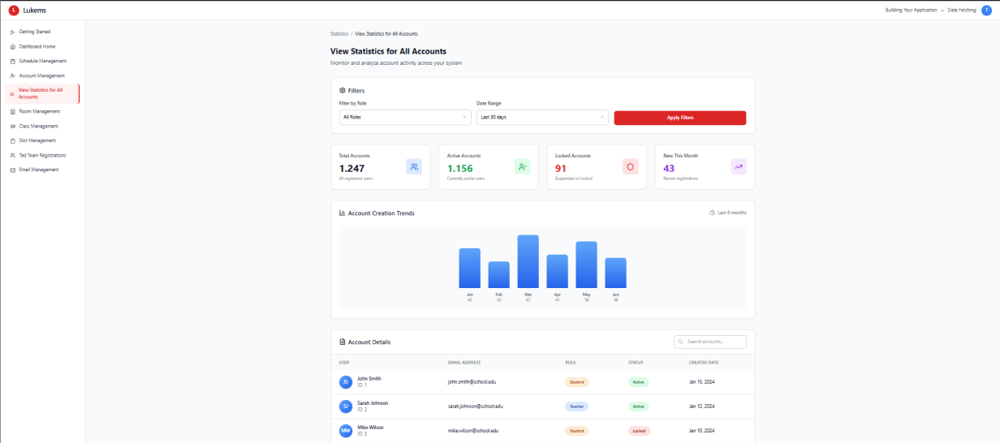 L Lukems
Building Your Application Data Fetching T
Getting Started
Dashboard Home
Schedule Management
Account Management
View Statistics for All
Accounts
Room Management
Class Management
Slot Management
Ted Team Registrations
Email Management
Statistics / View Statistics for All Accounts
View Statistics for All Accounts
Monitor and analyze account activity across your system
Filters
Filter by Role
All Roles
Date Range
Last 30 days
Apply Filters
Total Accounts
1.247
All registered users
Active Accounts
1.156
Currently active users
Locked Accounts
91
Suspended or locked
New This Month
43
Recent registrations
Account Creation Trends
Last 6 months
Jan Feb Mar Apr May Jun
45 32 67 41 58 38
Account Details
Search accounts...
USER EMAIL ADDRESS ROLE STATUS CREATED DATE
JS John Smith john.smith@school.edu Student Active Jan 15, 2024
ID: 1
SJ Sarah Johnson sarah.johnson@school.edu Teacher Active Jan 12, 2024
ID: 2
MW Mike Wilson mike.wilson@school.edu Student Locked Jan 10, 2024
ID: 3